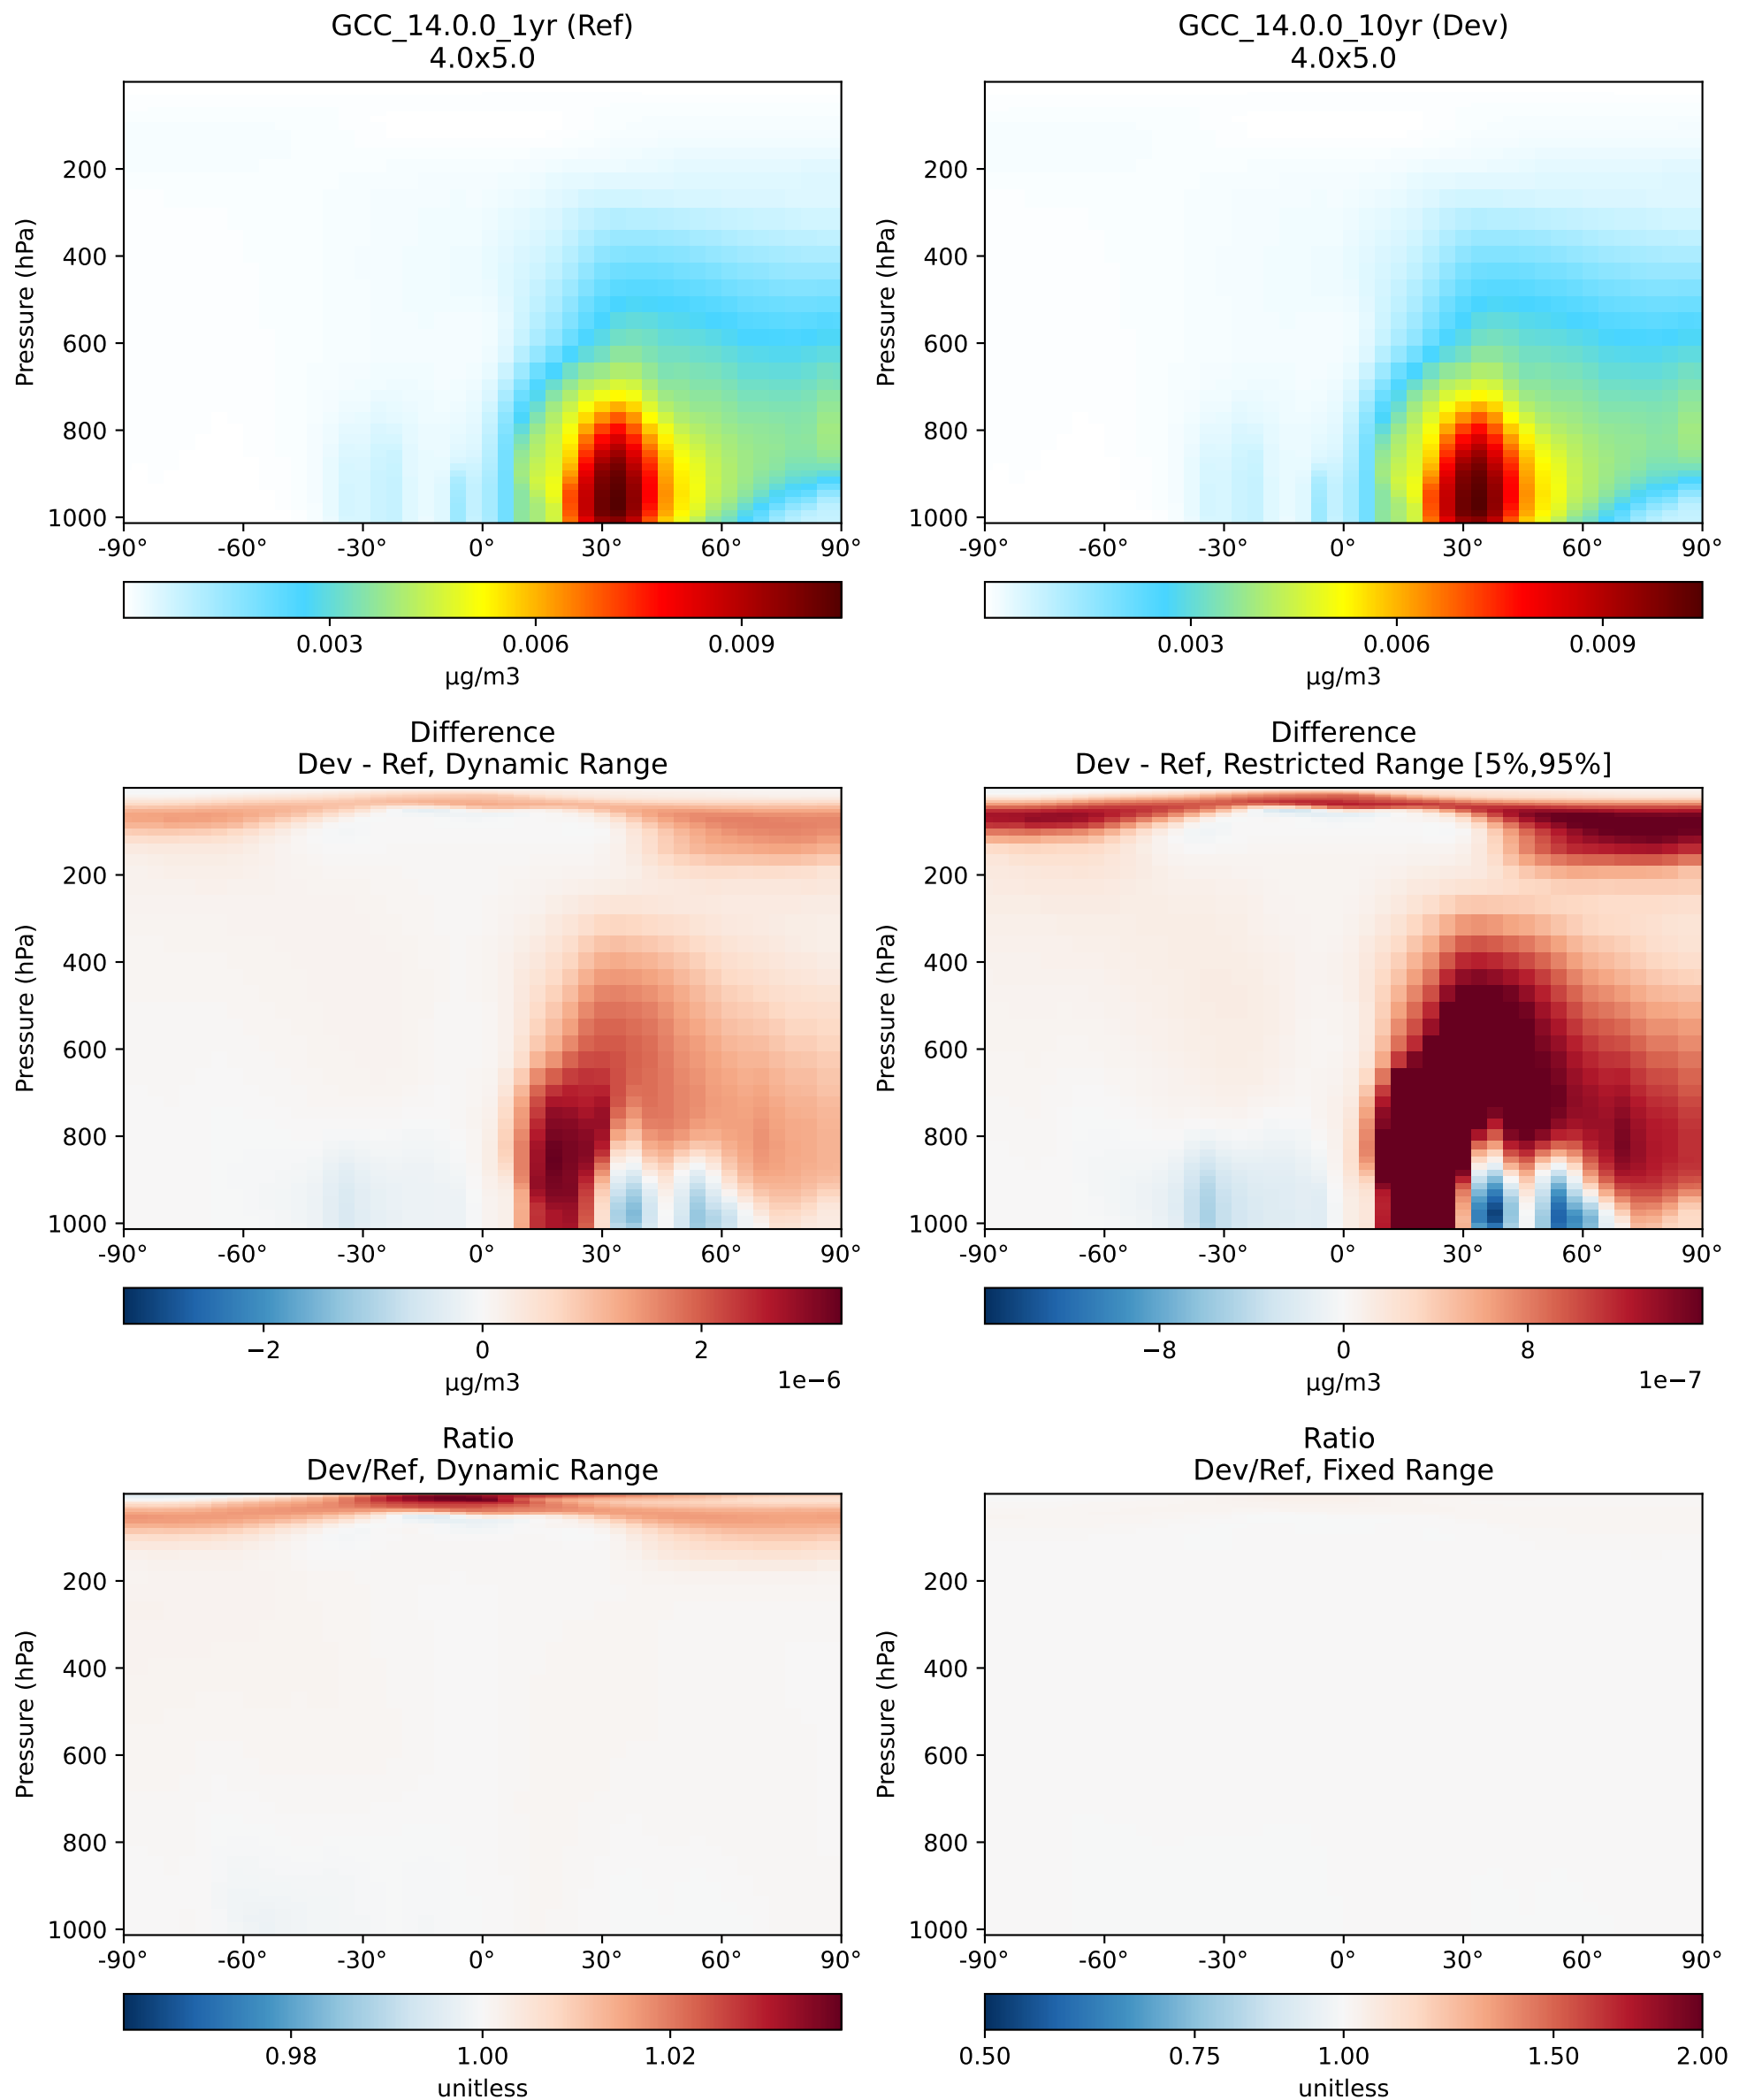 GCC_14.0.0_1yr (Ref)
4.0x5.0
GCC_14.0.0_10yr (Dev)
4.0x5.0
Pressure (hPa)
200
400
600
800
1000
-90° -60° -30° 0° 30° 60° 90°
0.003 0.006 0.009
µg/m3
Pressure (hPa)
200
400
600
800
1000
-90° -60° -30° 0° 30° 60° 90°
0.003 0.006 0.009
µg/m3
Difference
Dev - Ref, Dynamic Range
Difference
Dev - Ref, Restricted Range [5%,95%]
Pressure (hPa)
200
400
600
800
1000
-90° -60° -30° 0° 30° 60° 90°
−2 0 2
µg/m3 1e−6
Pressure (hPa)
200
400
600
800
1000
-90° -60° -30° 0° 30° 60° 90°
−8 0 8
µg/m3 1e−7
Ratio
Dev/Ref, Dynamic Range
Ratio
Dev/Ref, Fixed Range
Pressure (hPa)
200
400
600
800
1000
-90° -60° -30° 0° 30° 60° 90°
0.98 1.00 1.02
unitless
Pressure (hPa)
200
400
600
800
1000
-90° -60° -30° 0° 30° 60° 90°
0.50 0.75 1.00 1.50 2.00
unitless